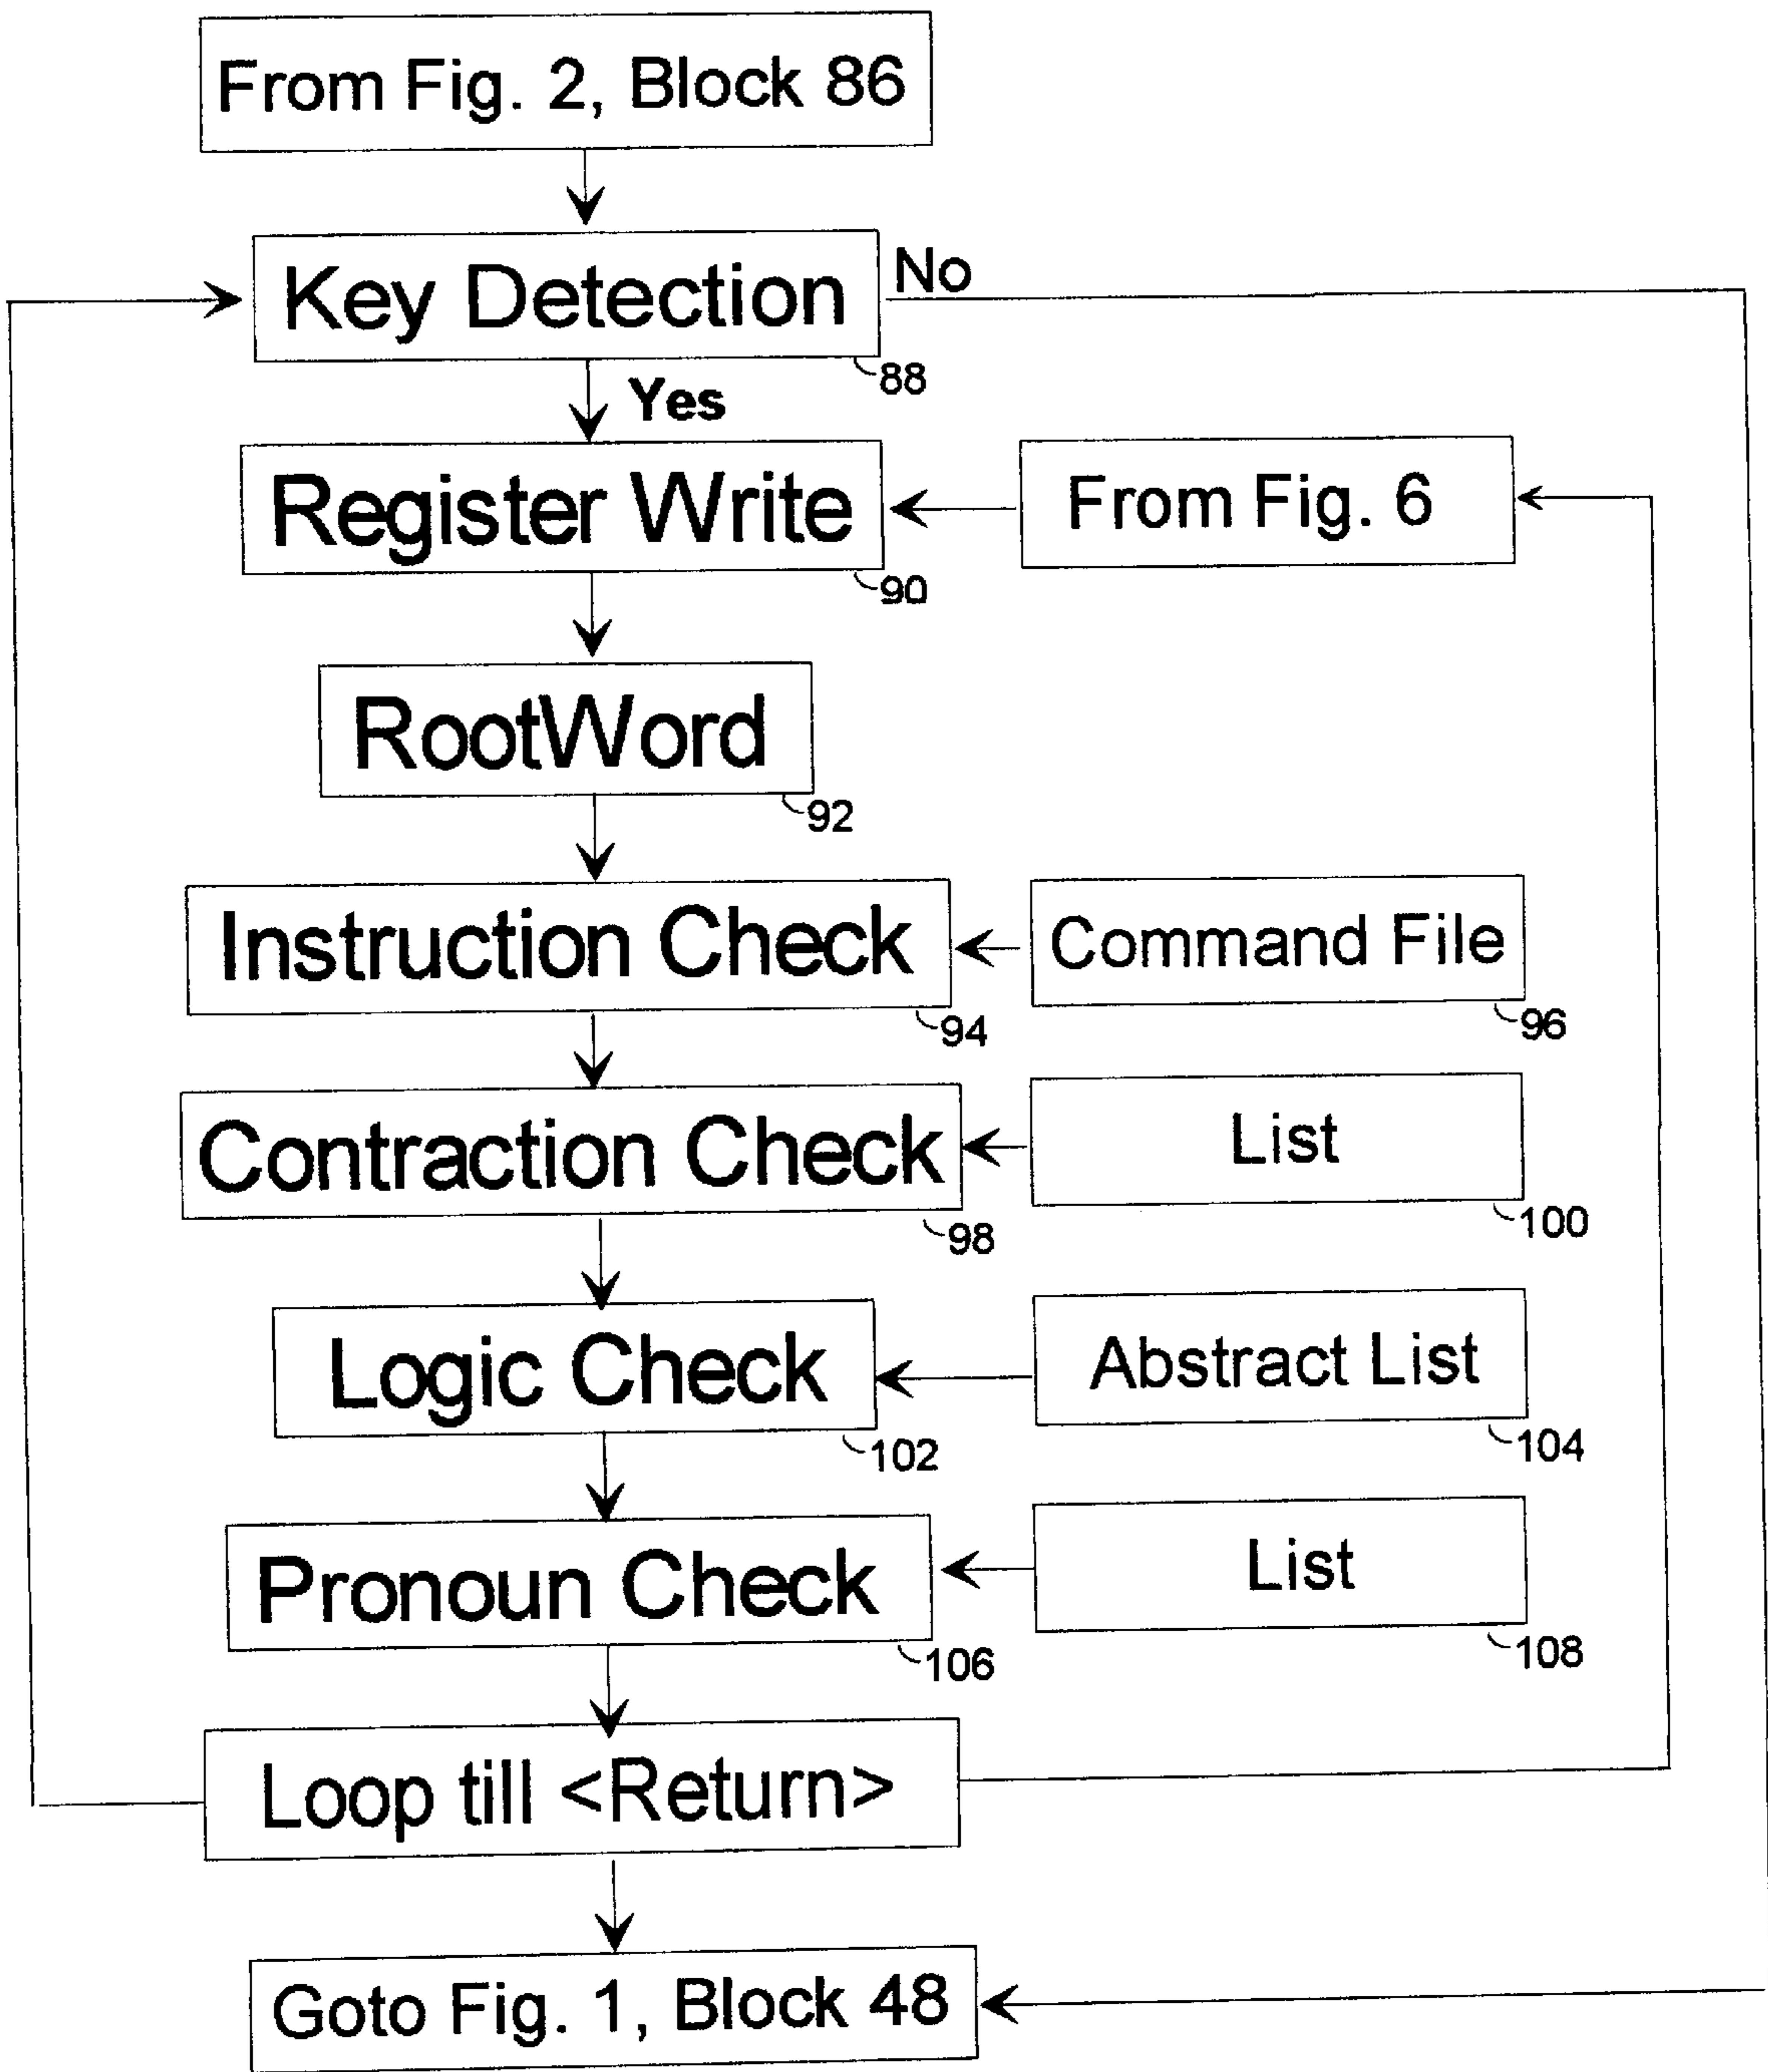 From Fig. 2, Block 86
Key Detection
No
88
Yes
Register Write
From Fig. 6
90
RootWord
92
Instruction Check
Command File
94
96
Contraction Check
List
98
100
Logic Check
Abstract List
102
104
Pronoun Check
List
106
108
Loop till <Return>
Goto Fig. 1, Block 48